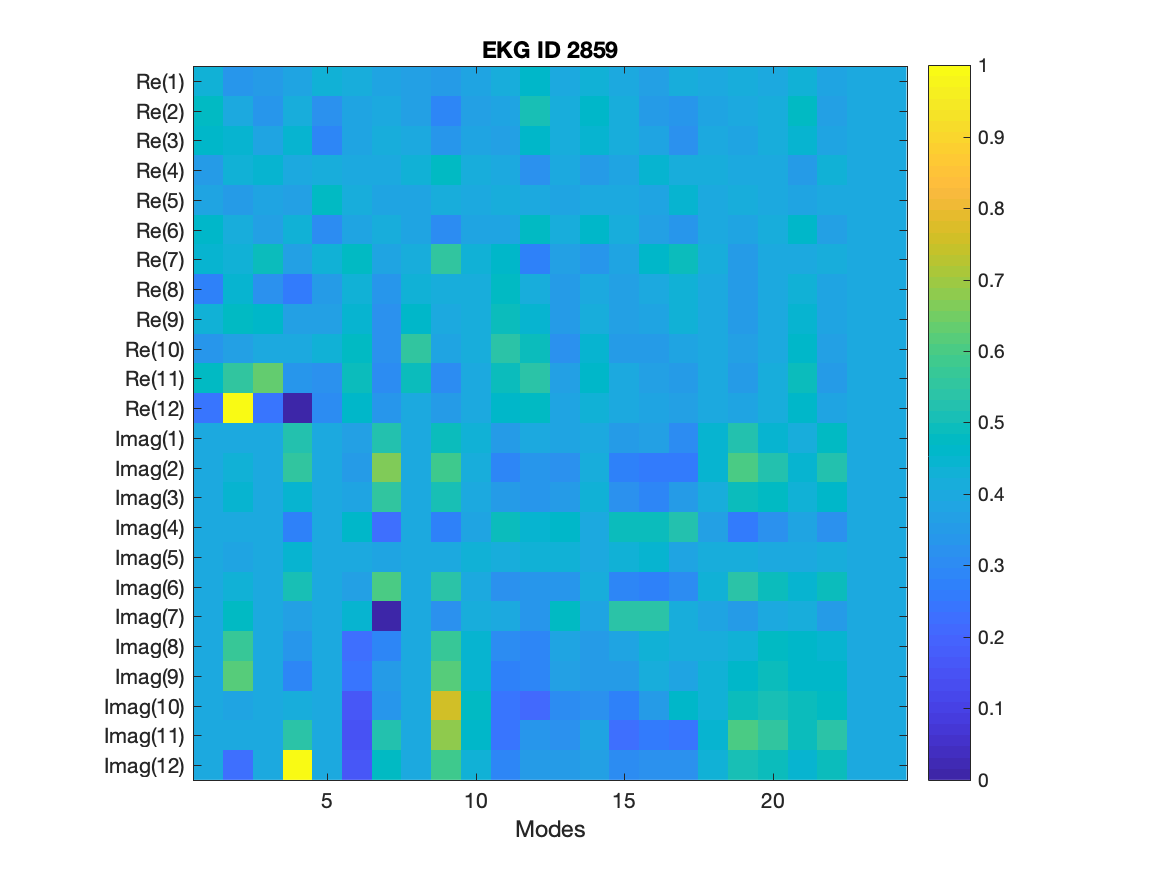 EKG ID 2859
Re(1)
Re(2)
Re(3)
Re(4)
Re(5)
Re(6)
Re(7)
Re(8)
Re(9)
Re(10)
Re(11)
Re(12)
Imag(1)
Imag(2)
Imag(3)
Imag(4)
Imag(5)
Imag(6)
Imag(7)
Imag(8)
Imag(9)
Imag(10)
Imag(11)
Imag(12)
5 10 15 20
Modes
1
0.9
0.8
0.7
0.6
0.5
0.4
0.3
0.2
0.1
0